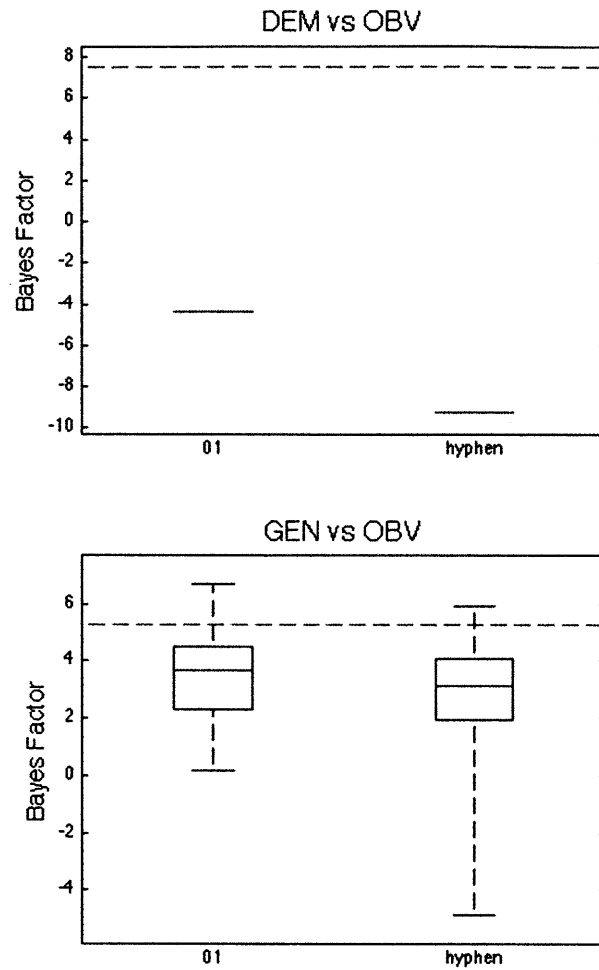 DEM vs OBV
Bayes Factor
8
6
4
2
0
-2
-4
-6
-8
-10
01 hyphen
GEN vs OBV
Bayes Factor
6
4
2
0
-2
-4
01 hyphen